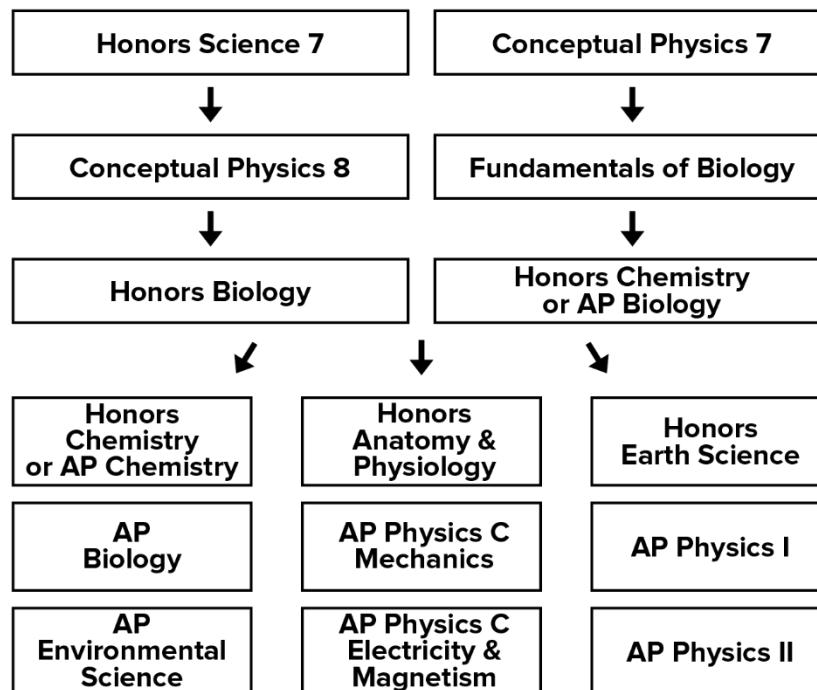 Honors Science 7
Conceptual Physics 7
Conceptual Physics 8
Fundamentals of Biology
Honors Biology
Honors Chemistry
or AP Biology
Honors
Chemistry
or AP Chemistry
Honors
Anatomy &
Physiology
Honors
Earth Science
AP
Biology
AP Physics C
Mechanics
AP Physics I
AP
Environmental
Science
AP Physics C
Electricity &
Magnetism
AP Physics II